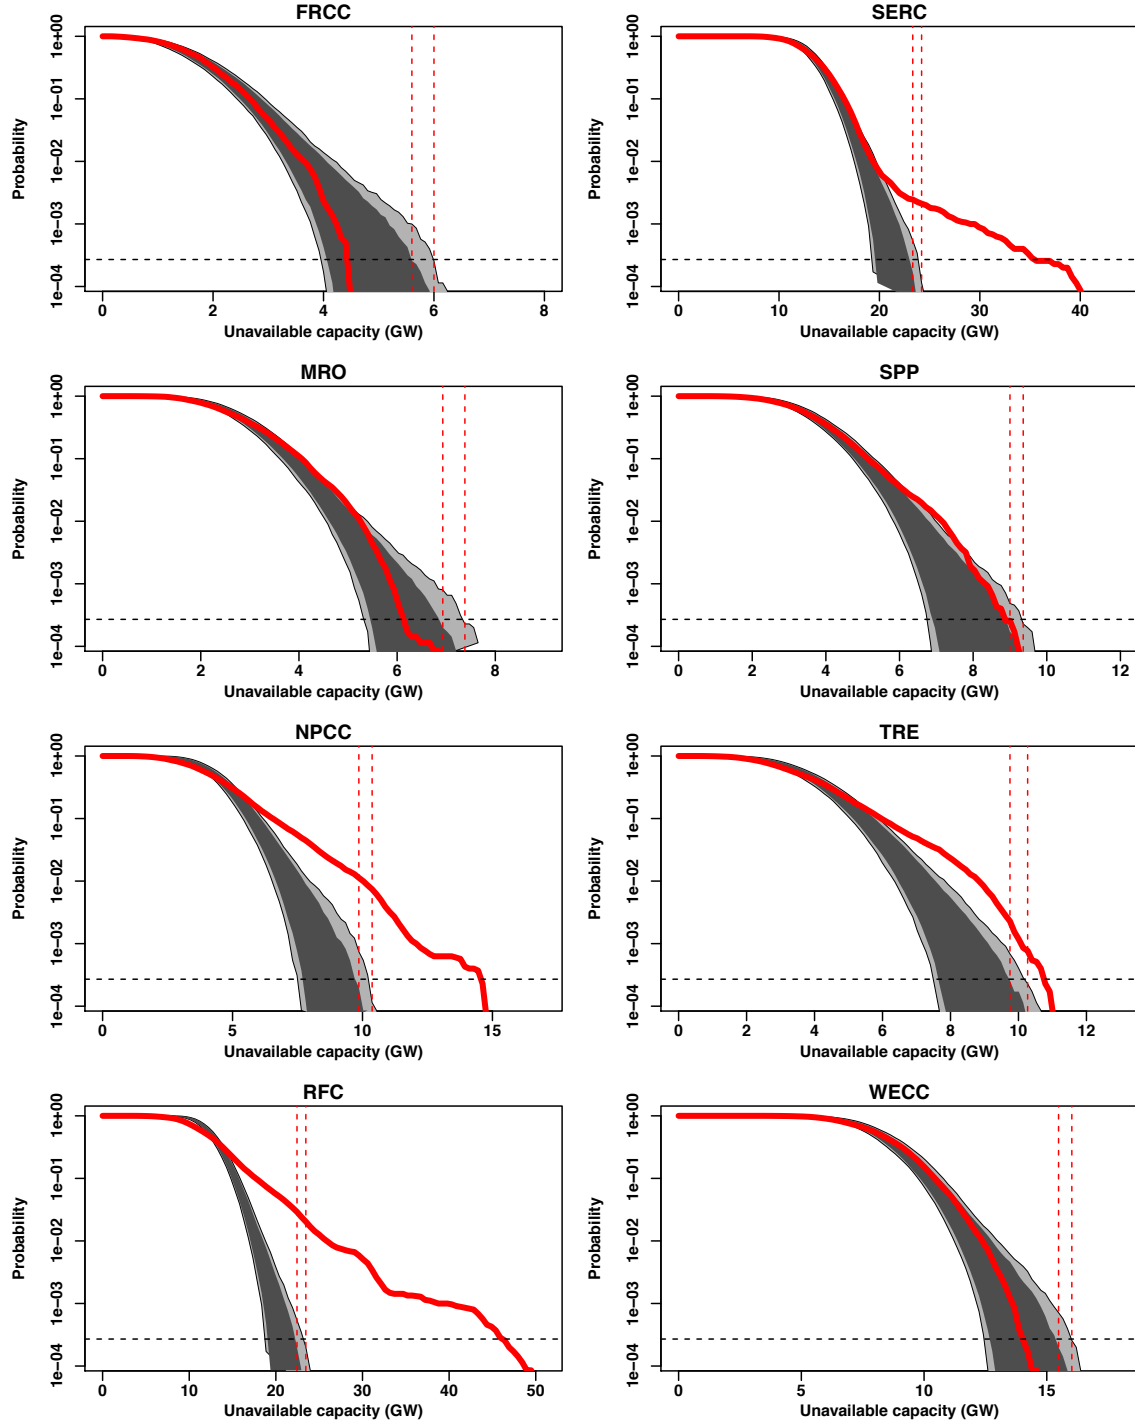 FRCC
Probability
1e+00
1e−01
1e−02
1e−03
1e−04
0 2 4 6 8
Unavailable capacity (GW)
SERC
Probability
1e+00
1e−01
1e−02
1e−03
1e−04
0 10 20 30 40
Unavailable capacity (GW)
MRO
Probability
1e+00
1e−01
1e−02
1e−03
1e−04
0 2 4 6 8
Unavailable capacity (GW)
SPP
Probability
1e+00
1e−01
1e−02
1e−03
1e−04
0 2 4 6 8 10 12
Unavailable capacity (GW)
NPCC
Probability
1e+00
1e−01
1e−02
1e−03
1e−04
0 5 10 15
Unavailable capacity (GW)
TRE
Probability
1e+00
1e−01
1e−02
1e−03
1e−04
0 2 4 6 8 10 12
Unavailable capacity (GW)
RFC
Probability
1e+00
1e−01
1e−02
1e−03
1e−04
0 10 20 30 40 50
Unavailable capacity (GW)
WECC
Probability
1e+00
1e−01
1e−02
1e−03
1e−04
0 5 10 15
Unavailable capacity (GW)